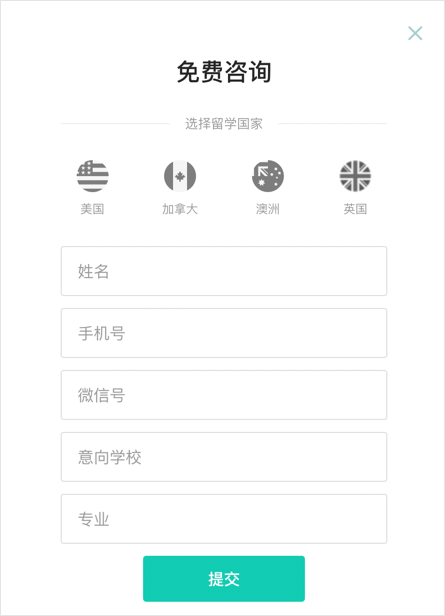 免费咨询
选择留学国家
美国 加拿大 澳洲 英国
姓名
手机号
微信号
意向学校
专业
提交